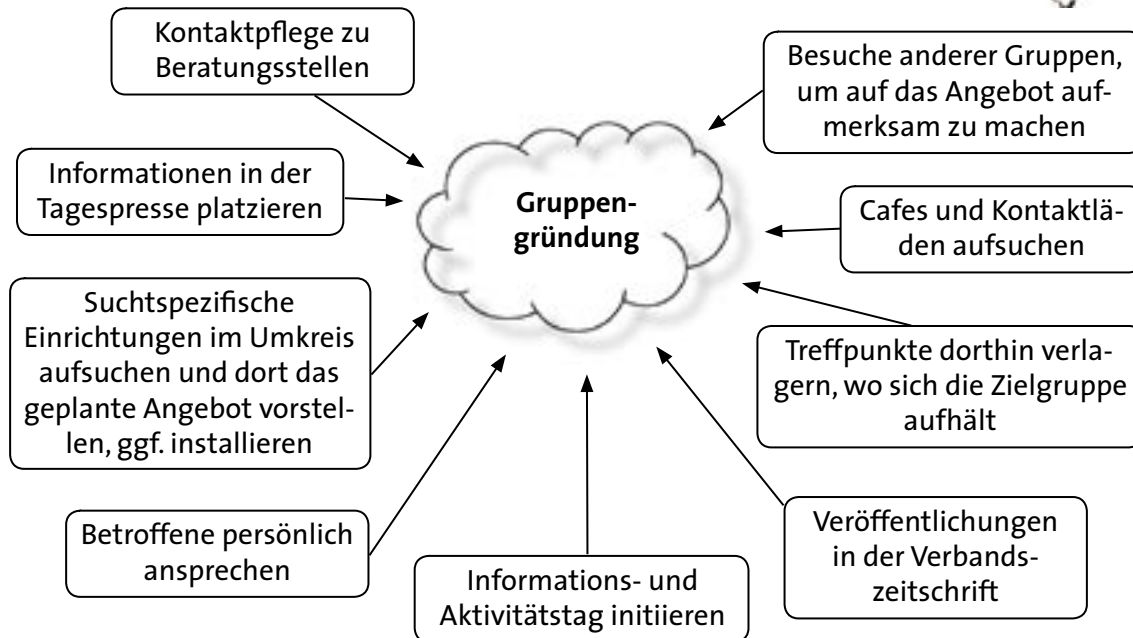 Kontaktpflege zu
Beratungsstellen
Besuche anderer Gruppen,
um auf das Angebot auf-
merksam zu machen
Informationen in der
Tagespresse platzieren
Gruppen-
gründung
Cafes und Kontaktlä-
den aufsuchen
Suchtspezifische
Einrichtungen im Umkreis
aufsuchen und dort das
geplante Angebot vorstel-
len, ggf. installieren
Treffpunkte dorthin verla-
gern, wo sich die Zielgruppe
aufhält
Betroffene persönlich
ansprechen
Informations- und
Aktivitätstag initiieren
Veröffentlichungen
in der Verbands-
zeitschrift